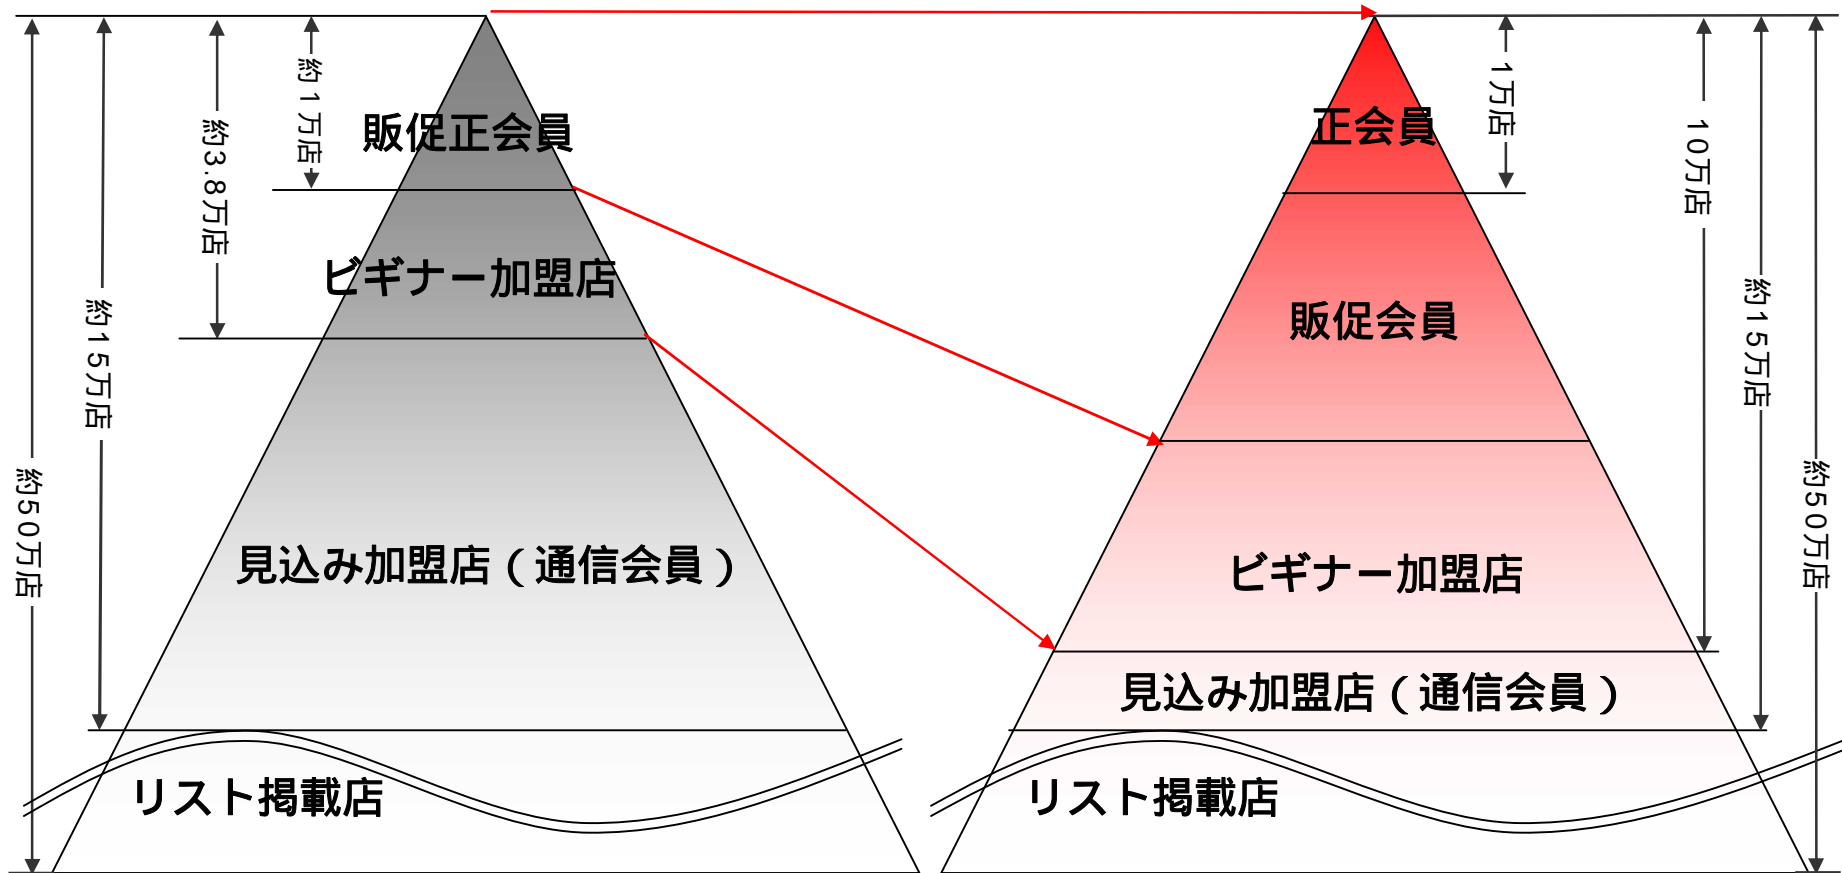 約1万店
販促正会員
約3.8万店
ビギナー加盟店
約15万店
約50万店
見込み加盟店(通信会員)
リスト掲載店
正会員
1万店
10万店
販促会員
約15万店
約50万店
ビギナー加盟店
見込み加盟店(通信会員)
リスト掲載店